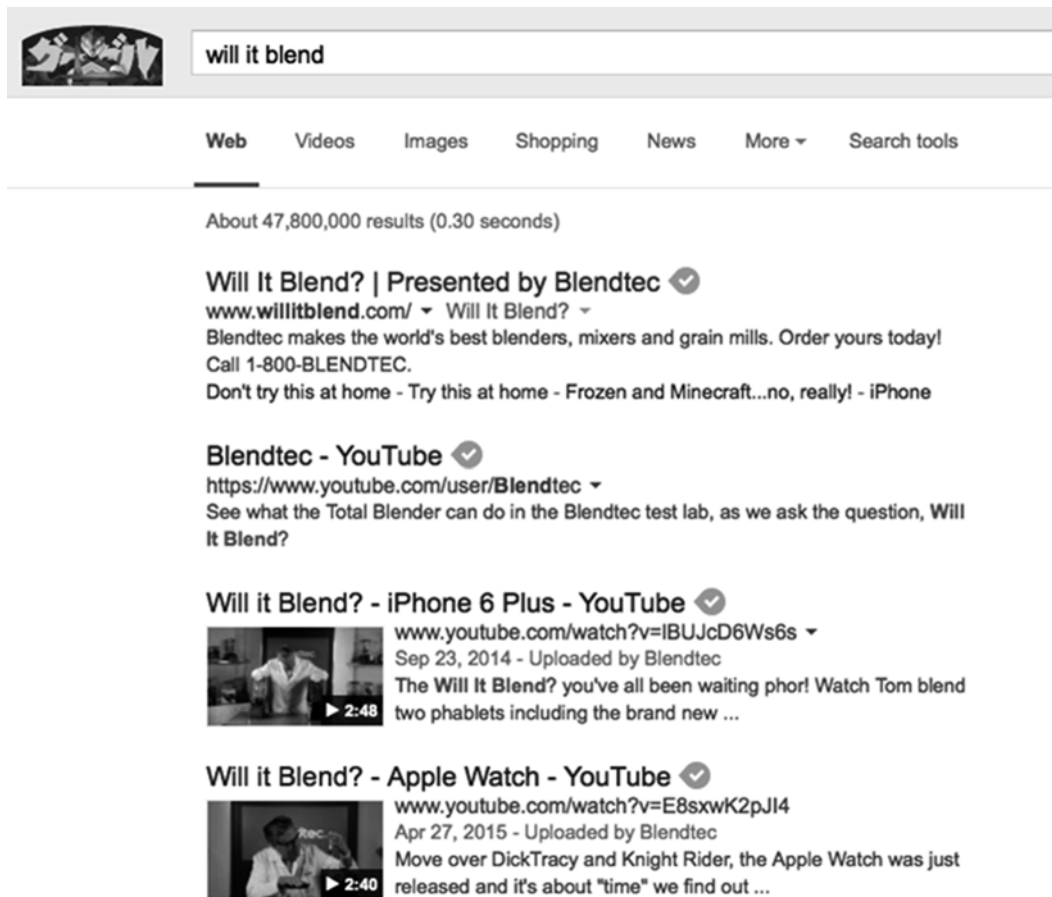 グーグル
will it blend
Web Videos Images Shopping News More Search tools
About 47,800,000 results (0.30 seconds)
Will It Blend? | Presented by Blendtec
www.willitblend.com/ Will It Blend?
Blendtec makes the world's best blenders, mixers and grain mills. Order yours today!
Call 1-800-BLENDTEC.
Don't try this at home - Try this at home - Frozen and Minecraft...no, really! - iPhone
Blendtec - YouTube
https://www.youtube.com/user/Blendtec
See what the Total Blender can do in the Blendtec test lab, as we ask the question, Will
It Blend?
Will it Blend? - iPhone 6 Plus - YouTube
www.youtube.com/watch?v=lBUJcD6Ws6s
Sep 23, 2014 - Uploaded by Blendtec
The Will It Blend? you've all been waiting phor! Watch Tom blend
2:48
two phablets including the brand new ...
Will it Blend? - Apple Watch - YouTube
www.youtube.com/watch?v=E8sxwK2pJI4
Apr 27, 2015 - Uploaded by Blendtec
Move over DickTracy and Knight Rider, the Apple Watch was just
2:40
released and it's about "time" we find out ...